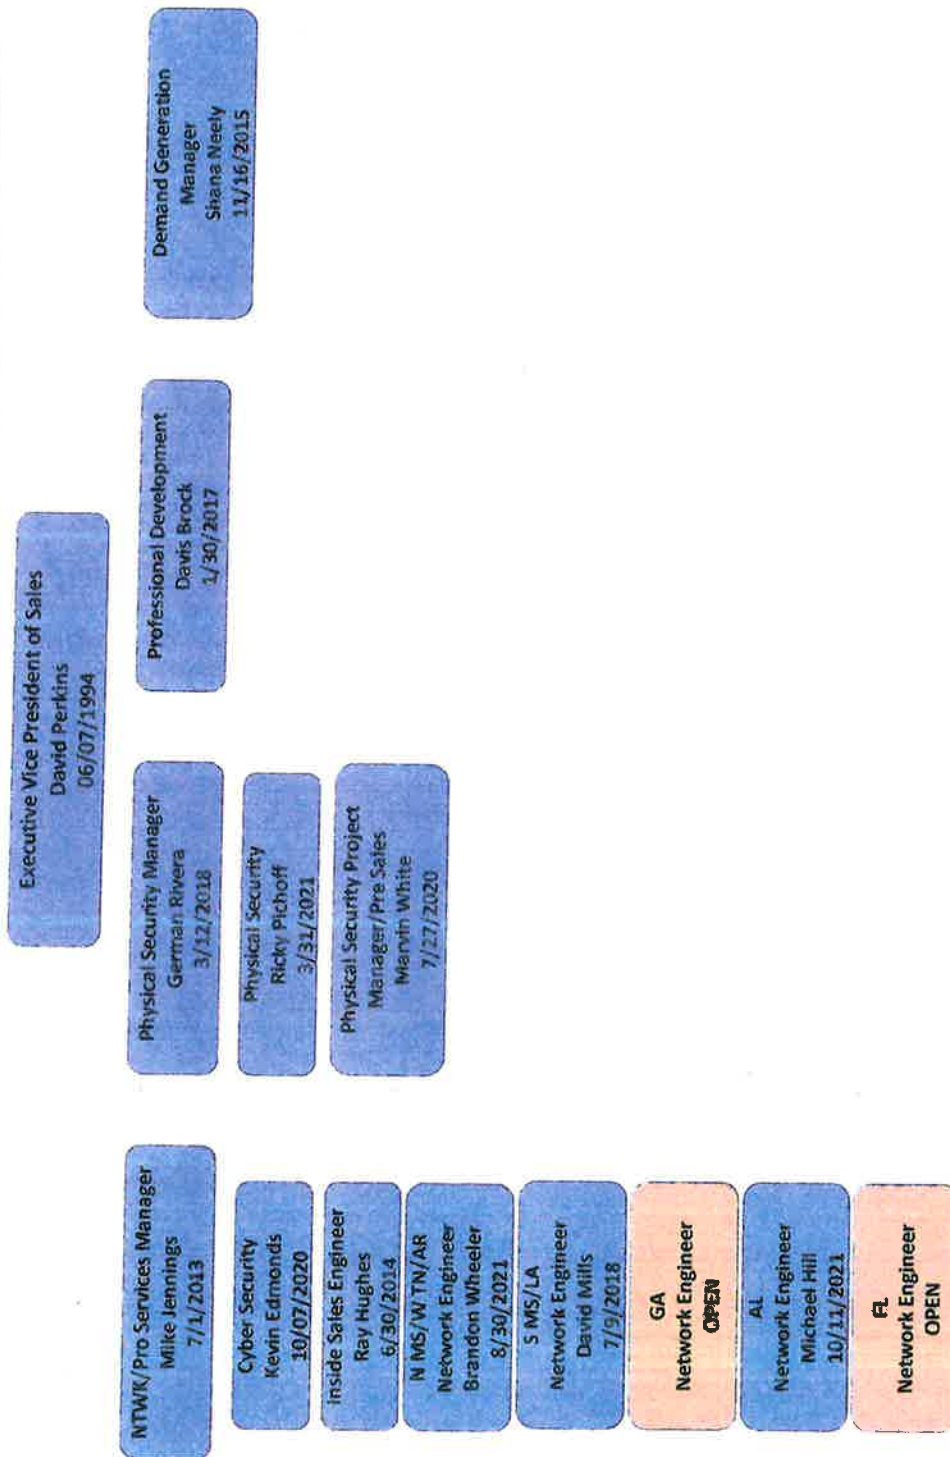 Executive Vice President of Sales
David Perkins
06/07/1994
NTWK/Pro Services Manager
Mike Jennings
7/1/2013
Cyber Security
Kevin Edmonds
10/07/2020
Inside Sales Engineer
Ray Hughes
6/30/2014
N MS/W TN/AR
Network Engineer
Brandon Wheeler
8/30/2021
S MS/LA
Network Engineer
David Mills
7/9/2018
GA
Network Engineer
OPEN
AL
Network Engineer
Michael Hill
10/11/2021
FL
Network Engineer
OPEN
Physical Security Manager
German Rivera
3/12/2018
Physical Security
Ricky Pichoff
3/31/2021
Physical Security Project
Manager/Pre Sales
Marvin White
7/27/2020
Professional Development
Davis Brock
1/30/2017
Demand Generation
Manager
Shana Neely
11/16/2015